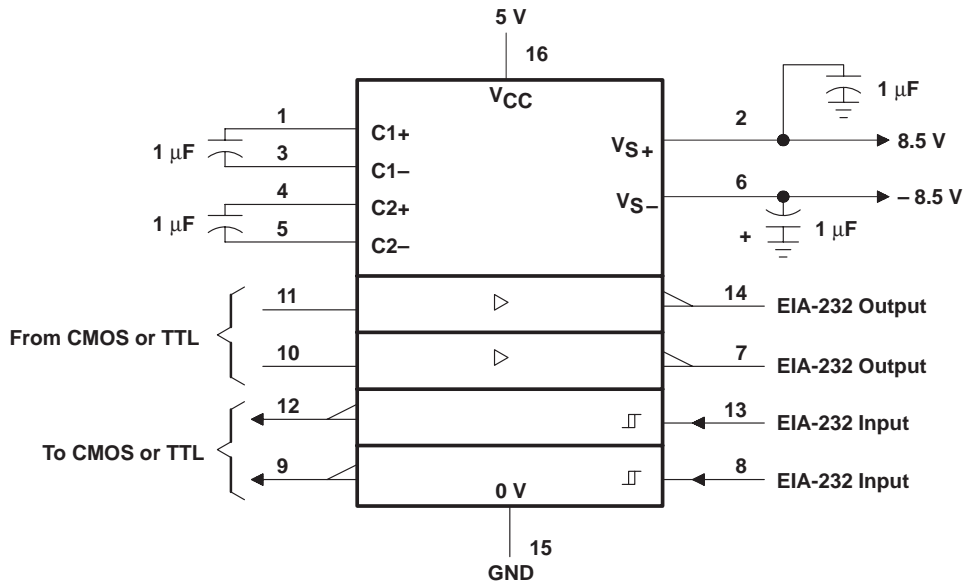 5 V
16
VCC
1 μF
1
C1+
2
VS+
8.5 V
1 μF
3
C1–
4
C2+
6
VS–
– 8.5 V
1 μF
5
C2–
+
1 μF
From CMOS or TTL
11
14
EIA-232 Output
10
7
EIA-232 Output
To CMOS or TTL
12
13
EIA-232 Input
9
8
EIA-232 Input
0 V
15
GND